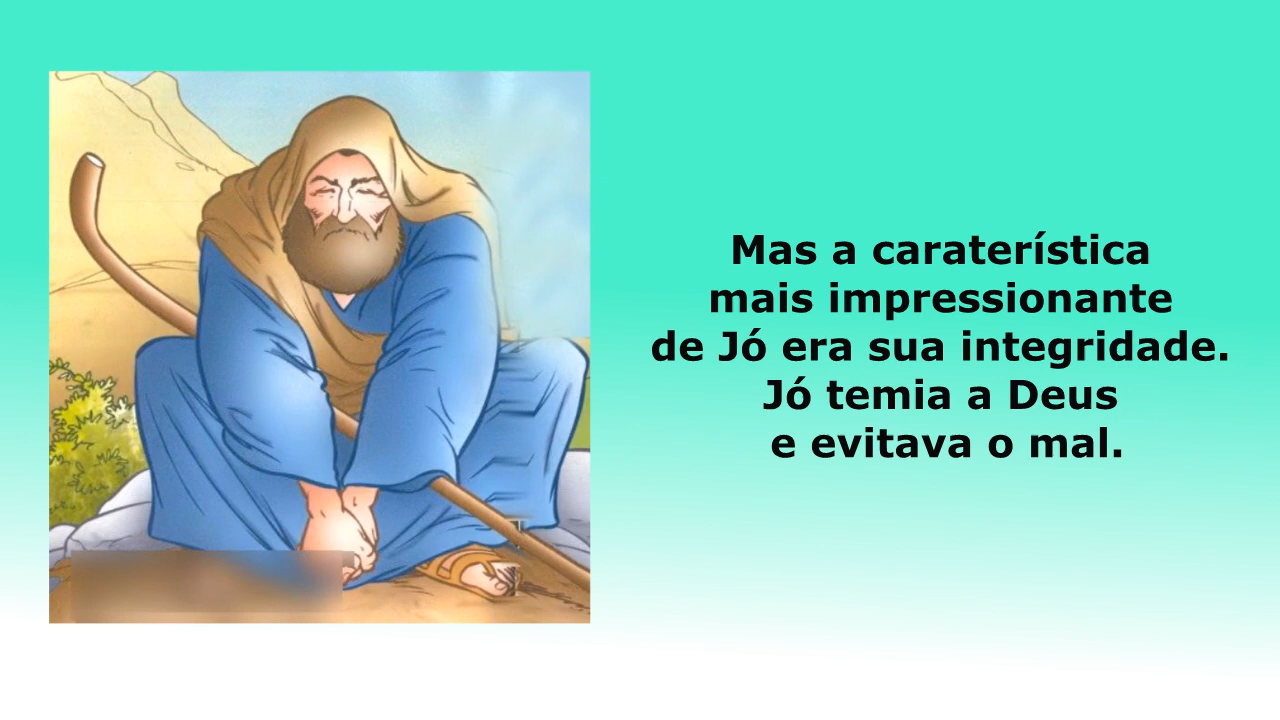 Mas a caraterística
mais impressionante
de Jó era sua integridade.
Jó temia a Deus
e evitava o mal.